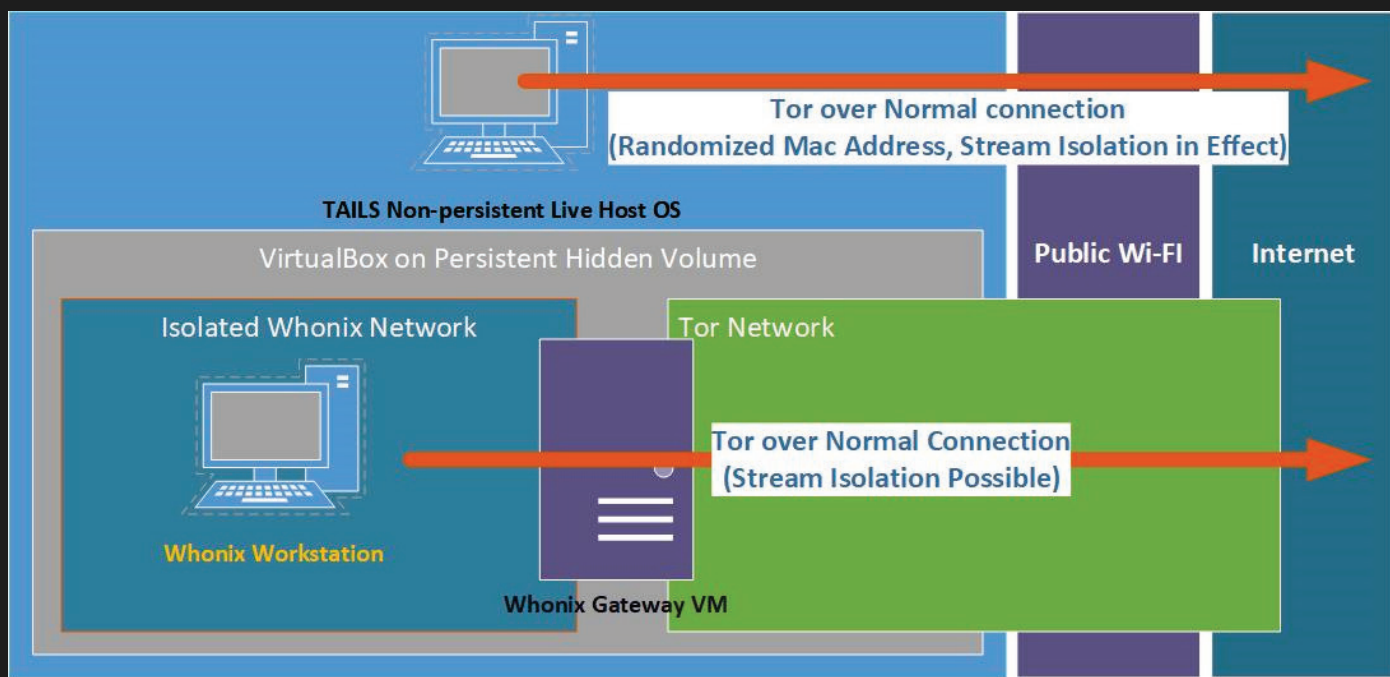 Tor over Normal connection
(Randomized Mac Address, Stream Isolation in Effect)
TAILS Non-persistent Live Host OS
VirtualBox on Persistent Hidden Volume
Public Wi-FI
Internet
Isolated Whonix Network
Tor Network
Tor over Normal Connection
(Stream Isolation Possible)
Whonix Workstation
Whonix Gateway VM